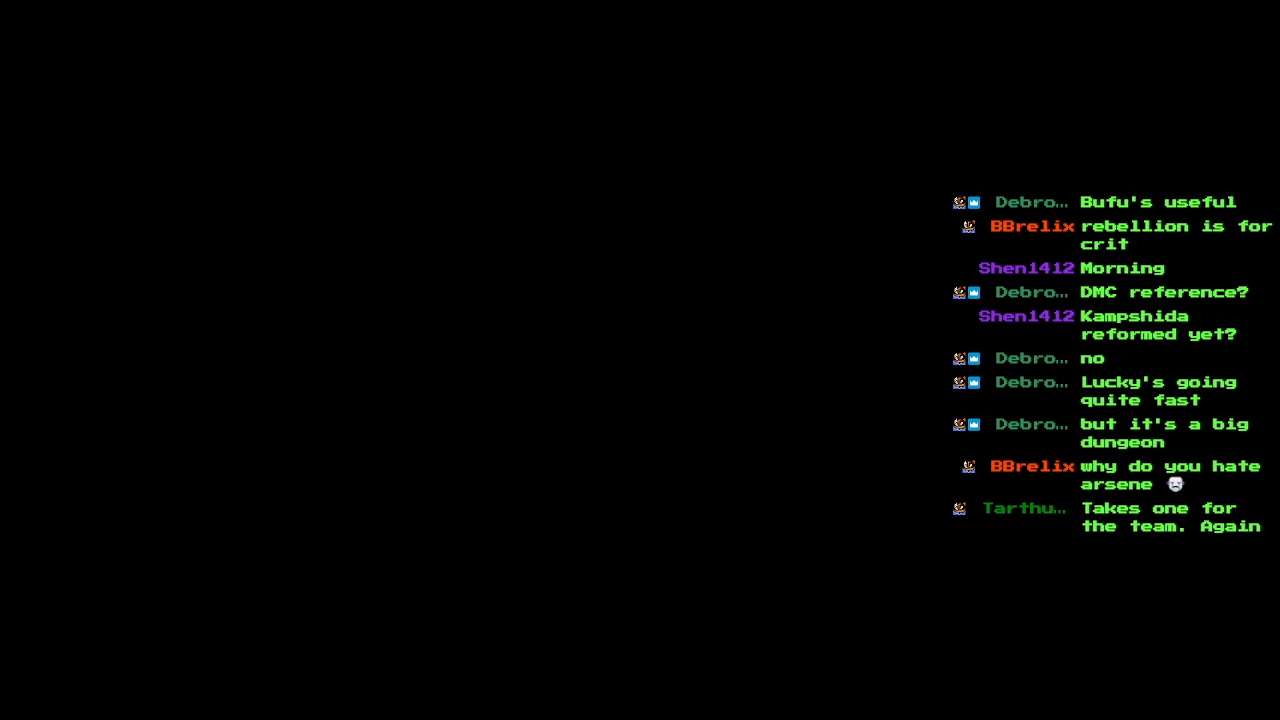 Debro... Bufu's useful
BBrelix rebellion is for
crit
Shen1412 Morning
Debro... DMC reference?
Shen1412 Kampshida
reformed yet?
Debro... no
Debro... Lucky's going
quite fast
Debro... but it's a big
dungeon
BBrelix why do you hate
arsene
Tarthu... Takes one for
the team. Again